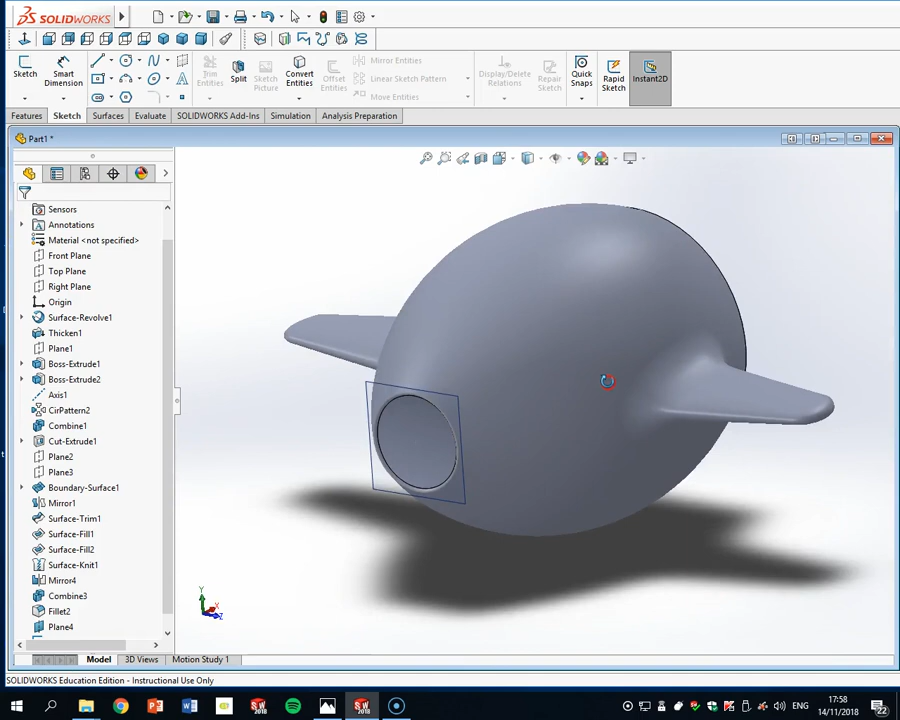 SOLIDWORKS
Sketch
Smart Dimension
Trim Entities
Split
Sketch Picture
Convert Entities
Offset Entities
Mirror Entities
Linear Sketch Pattern
Move Entities
Display/Delete Relations
Repair Sketch
Quick Snaps
Rapid Sketch
Instant2D
Features
Sketch
Surfaces
Evaluate
SOLIDWORKS Add-Ins
Simulation
Analysis Preparation
Part1 *
Sensors
Annotations
Material <not specified>
Front Plane
Top Plane
Right Plane
Origin
Surface-Revolve1
Thicken1
Plane1
Boss-Extrude1
Boss-Extrude2
Axis1
CirPattern2
Combine1
Cut-Extrude1
Plane2
Plane3
Boundary-Surface1
Mirror1
Surface-Trim1
Surface-Fill1
Surface-Fill2
Surface-Knit1
Mirror4
Combine3
Fillet2
Plane4
Y
X
Z
Model
3D Views
Motion Study 1
SOLIDWORKS Education Edition - Instructional Use Only
ENG
17:58
14/11/2018
22